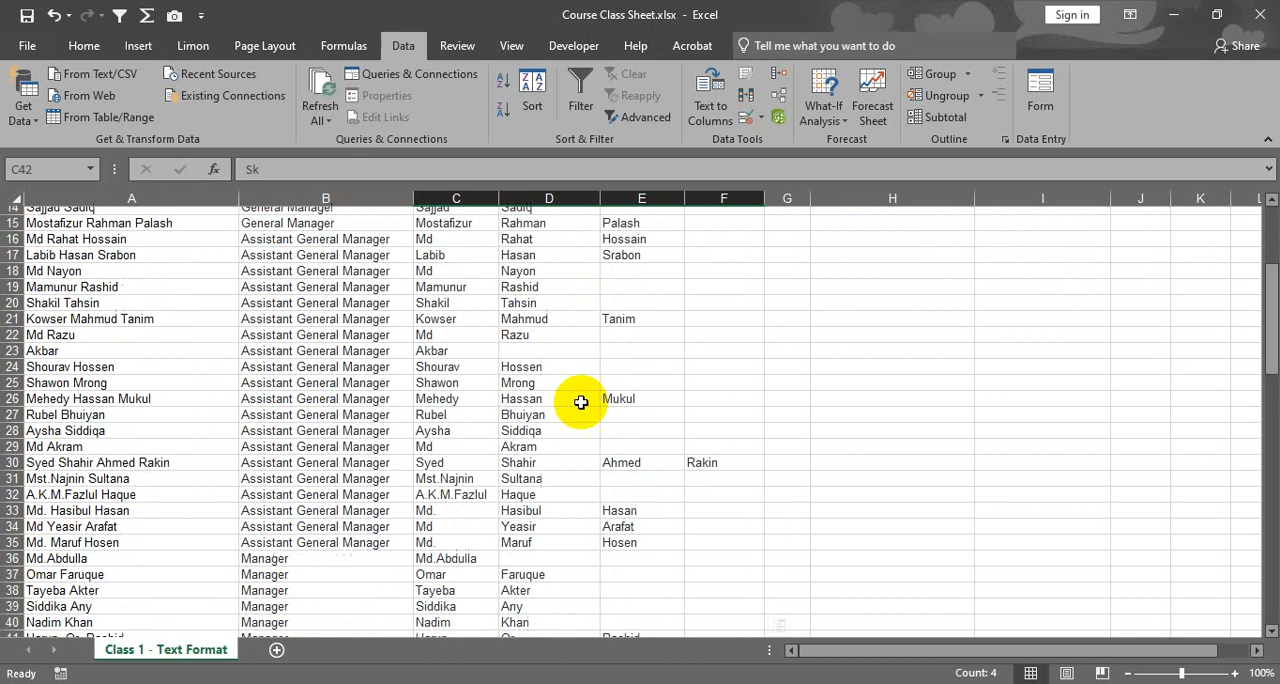 Course Class Sheet.xlsx - Excel
Sign in
File Home Insert Limon Page Layout Formulas Data Review View Developer Help Acrobat Tell me what you want to do Share
Get Data
From Text/CSV
From Web
From Table/Range
Recent Sources
Existing Connections
Get & Transform Data
Refresh All
Queries & Connections
Properties
Edit Links
Queries & Connections
Sort
Filter
Clear
Reapply
Advanced
Sort & Filter
Text to Columns
Data Tools
What-If Analysis
Forecast Sheet
Forecast
Group
Ungroup
Subtotal
Outline
Form
Data Entry
C42 fx Sk
A B C D E F G H I J K L
14 Sajjad Sadiq General Manager Sajjad Sadiq
15 Mostafizur Rahman Palash General Manager Mostafizur Rahman Palash
16 Md Rahat Hossain Assistant General Manager Md Rahat Hossain
17 Labib Hasan Srabon Assistant General Manager Labib Hasan Srabon
18 Md Nayon Assistant General Manager Md Nayon
19 Mamunur Rashid Assistant General Manager Mamunur Rashid
20 Shakil Tahsin Assistant General Manager Shakil Tahsin
21 Kowser Mahmud Tanim Assistant General Manager Kowser Mahmud Tanim
22 Md Razu Assistant General Manager Md Razu
23 Akbar Assistant General Manager Akbar
24 Shourav Hossen Assistant General Manager Shourav Hossen
25 Shawon Mrong Assistant General Manager Shawon Mrong
26 Mehedy Hassan Mukul Assistant General Manager Mehedy Hassan Mukul
27 Rubel Bhuiyan Assistant General Manager Rubel Bhuiyan
28 Aysha Siddiqa Assistant General Manager Aysha Siddiqa
29 Md Akram Assistant General Manager Md Akram
30 Syed Shahir Ahmed Rakin Assistant General Manager Syed Shahir Ahmed Rakin
31 Mst.Najnin Sultana Assistant General Manager Mst.Najnin Sultana
32 A.K.M.Fazlul Haque Assistant General Manager A.K.M.Fazlul Haque
33 Md. Hasibul Hasan Assistant General Manager Md. Hasibul Hasan
34 Md Yeasir Arafat Assistant General Manager Md Yeasir Arafat
35 Md. Maruf Hosen Assistant General Manager Md. Maruf Hosen
36 Md.Abdulla Manager Md.Abdulla
37 Omar Faruque Manager Omar Faruque
38 Tayeba Akter Manager Tayeba Akter
39 Siddika Any Manager Siddika Any
40 Nadim Khan Manager Nadim Khan
Class 1 - Text Format
Ready Count: 4 100%